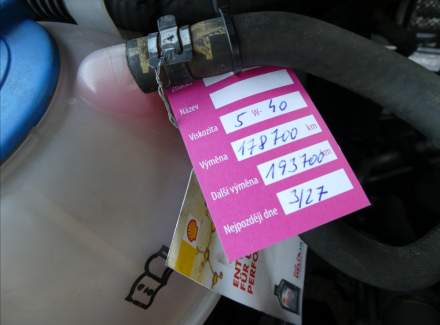 Název
Viskozita 5 W- 40
Výměna 178700 km
Další výměna 193700 km
Nejpozději dne 3/27